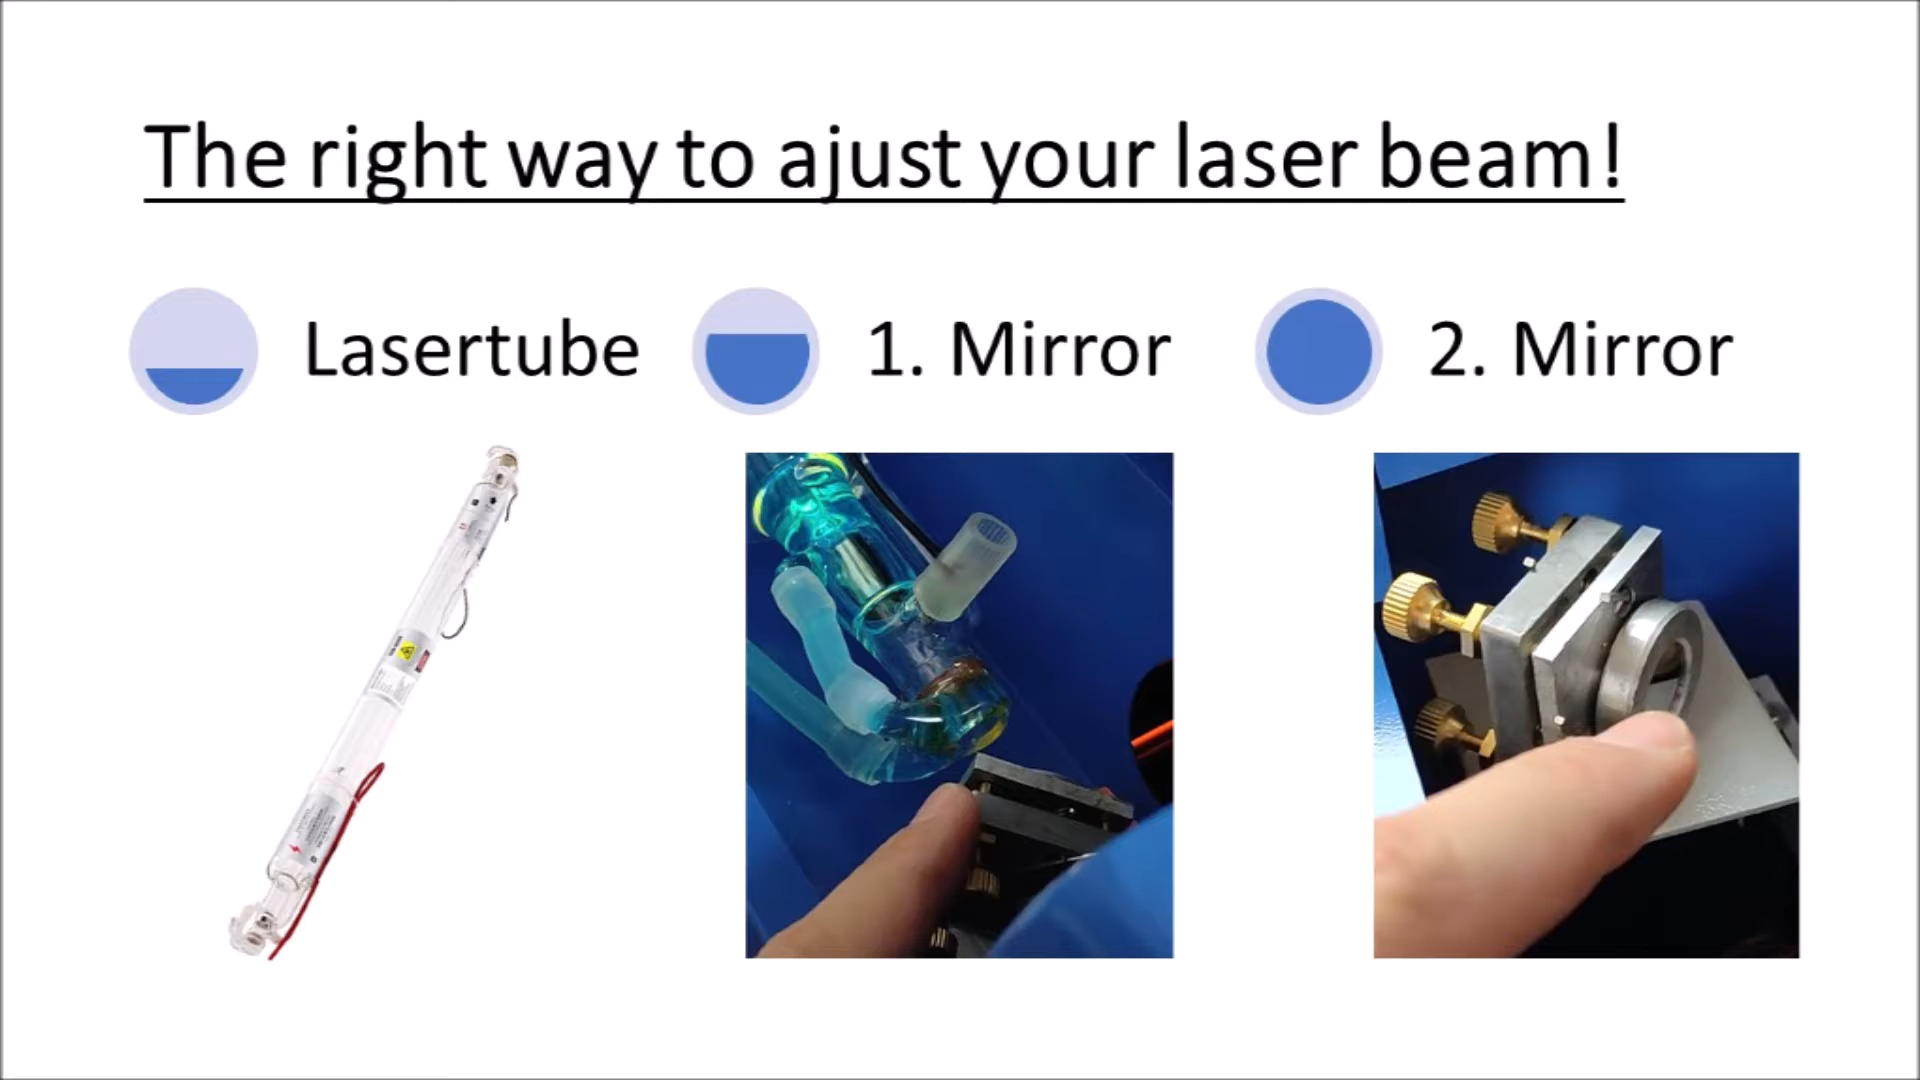 The right way to ajust your laser beam!
Lasertube
1. Mirror
2. Mirror